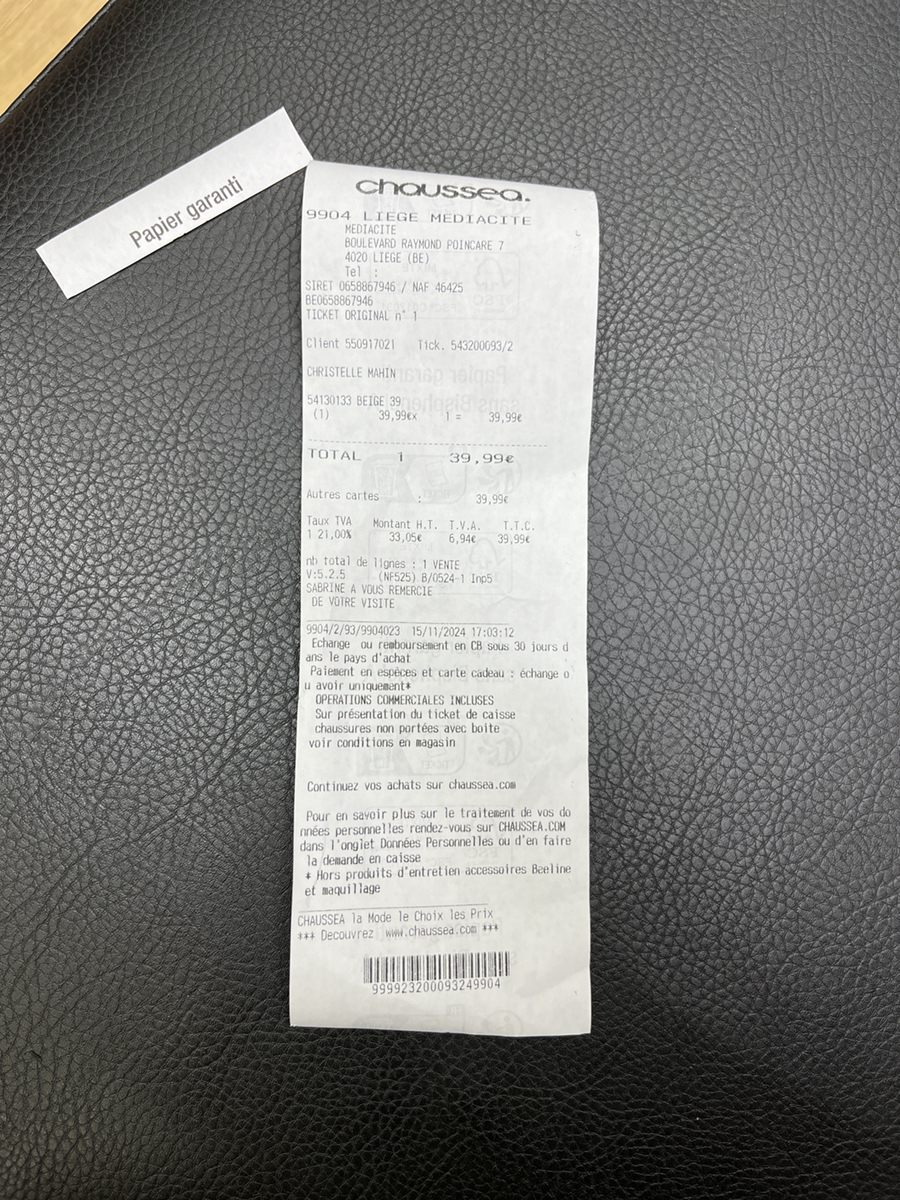 Papier garanti
chaussea.
9904 LIEGE MEDIACITE
MEDIACITE
BOULEVARD RAYMOND POINCARE 7
4020 LIEGE (BE)
Tel :
SIRET 0658867946 / NAF 46425
BE0658867946
TICKET ORIGINAL n° 1
Client 550917021 Tick. 543200093/2
CHRISTELLE MAHIN
54130133 BEIGE 39
(1) 39,99€x 1 = 39,99€
TOTAL 1 39,99€
Autres cartes : 39,99€
Taux TVA Montant H.T. T.V.A. T.T.C.
1 21,00% 33,05€ 6,94€ 39,99€
nb total de lignes : 1 VENTE
V:5.2.5 (NF525) B/0524-1 Inp5
SABRINE A VOUS REMERCIE
DE VOTRE VISITE
9904/2/93/9904023 15/11/2024 17:03:12
Echange ou remboursement en CB sous 30 jours d
ans le pays d'achat
Paiement en espèces et carte cadeau : échange o
u avoir uniquement*
OPERATIONS COMMERCIALES INCLUSES
Sur présentation du ticket de caisse
chaussures non portées avec boite
voir conditions en magasin
Continuez vos achats sur chaussea.com
Pour en savoir plus sur le traitement de vos do
nnées personnelles rendez-vous sur CHAUSSEA.COM
dans l'onglet Données Personnelles ou d'en faire
la demande en caisse
* Hors produits d'entretien accessoires Beeline
et maquillage
CHAUSSEA la Mode le Choix les Prix
*** Decouvrez www.chaussea.com ***
999923200093249904